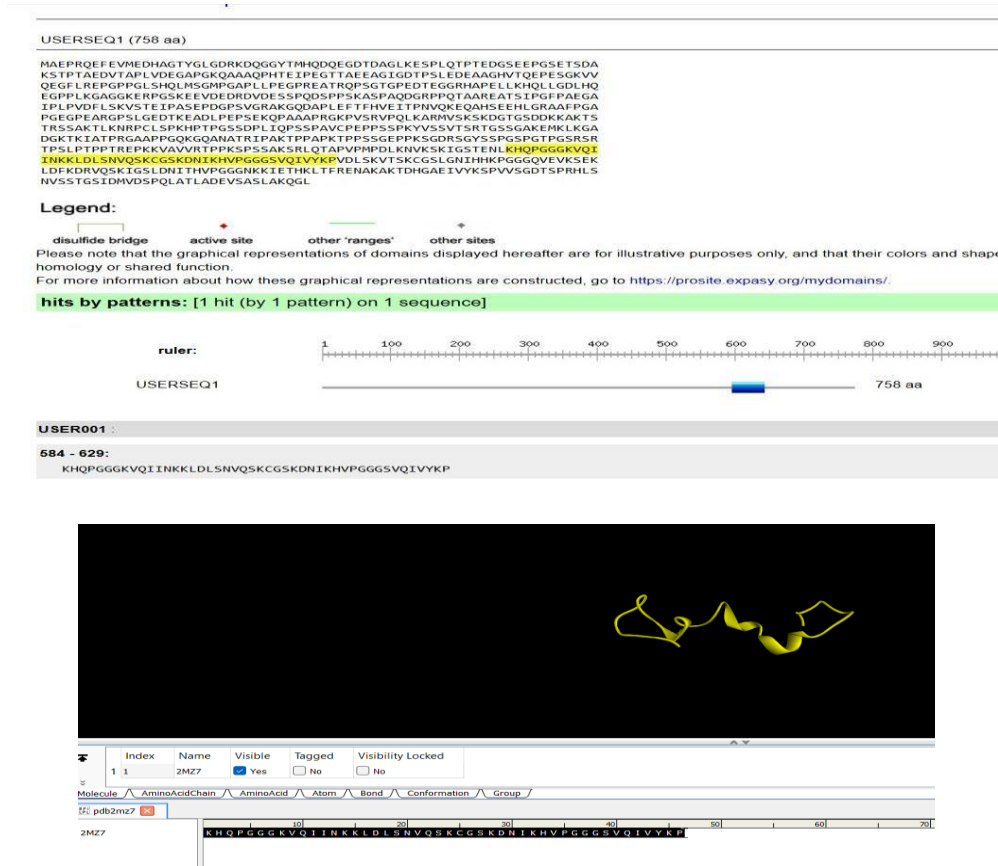 USERSEQ1 (758 aa)
MAEPRQEFEVMEDHAGTYGLGDRKDQGGYTMHQDQEGDTDAGLKESPLQTPTEDGSEEPGSETSDA
KSTPTAEDVTAPLVDEGAPGKQAAAQPHTEIPEGTTAEEAGIGDTPSLEDEAAGHVTQEPESGKVV
QEGFLREPGPPGLSHQLMSGMPGAPLLPEGPREATRQPSGTGPEDTEGGRHAPELLKHQLLGDLHQ
EGPPLKGAGGKERPGSKEEVDEDRDVDESSPQDSPPSKASPAQDGRPPQTAAREATSIPGFPAEGA
IPLPVDFLSKVSTEIPASEPDGPSVGRAKGQDAPLEFTFHVEITPNVQKEQAHSEEHLGRAAFPGA
PGEGPEARGPSLGEDTKEADLPEPSEKQPAAAPRGKPVSRVPQLKARMVSKSKDGTGSDDKKAKTS
TRSSAKTLKNRPCLSPKHPTPGSSDPLIQPSSPAVCPEPPSSPKYVSSVTSRTGSSGAKEMKLKGA
DGKTKIATPRGAAPPGQKGQANATRIPAKTPPAPKTPPSSGEPPKSGDRSGYSSPGSPGTPGSRSR
TPSLPTPPTREPKKVAVVRTPPKSPSSAKSRLQTAPVPMPDLKNVKSKIGSTENLKHQPGGGKVQI
INKKLDLSNVQSKCGSKDNIKHVPGGGSVQIVYKPVDLSKVTSKCGSLGNIHHKPGGGQVEVKSEK
LDFKDRVQSKIGSLDNITHVPGGGNKKIETHKLTFRENAKAKTDHGAEIVYKSPVVSGDTSPRHLS
NVSSTGSIDMVDSPQLATLADEVSASLAKQGL
Legend:
disulfide bridge active site other 'ranges' other sites
Please note that the graphical representations of domains displayed hereafter are for illustrative purposes only, and that their colors and shape
homology or shared function.
For more information about how these graphical representations are constructed, go to https://prosite.expasy.org/mydomains/.
hits by patterns: [1 hit (by 1 pattern) on 1 sequence]
ruler: 1 100 200 300 400 500 600 700 800 900
USERSEQ1 758 aa
USER001 :
584 - 629:
KHQPGGGKVQIINKKLDLSNVQSKCGSKDNIKHVPGGGSVQIVYKP
Index Name Visible Tagged Visibility Locked
1 1 2MZ7 Yes No No
Molecule AminoAcidChain AminoAcid Atom Bond Conformation Group
pdb2mz7
10 20 30 40 50 60 70
2MZ7 KHQPGGGKVQIINKKLDLSNVQSKCGSKDNIKHVPGGGSVQIVYKP